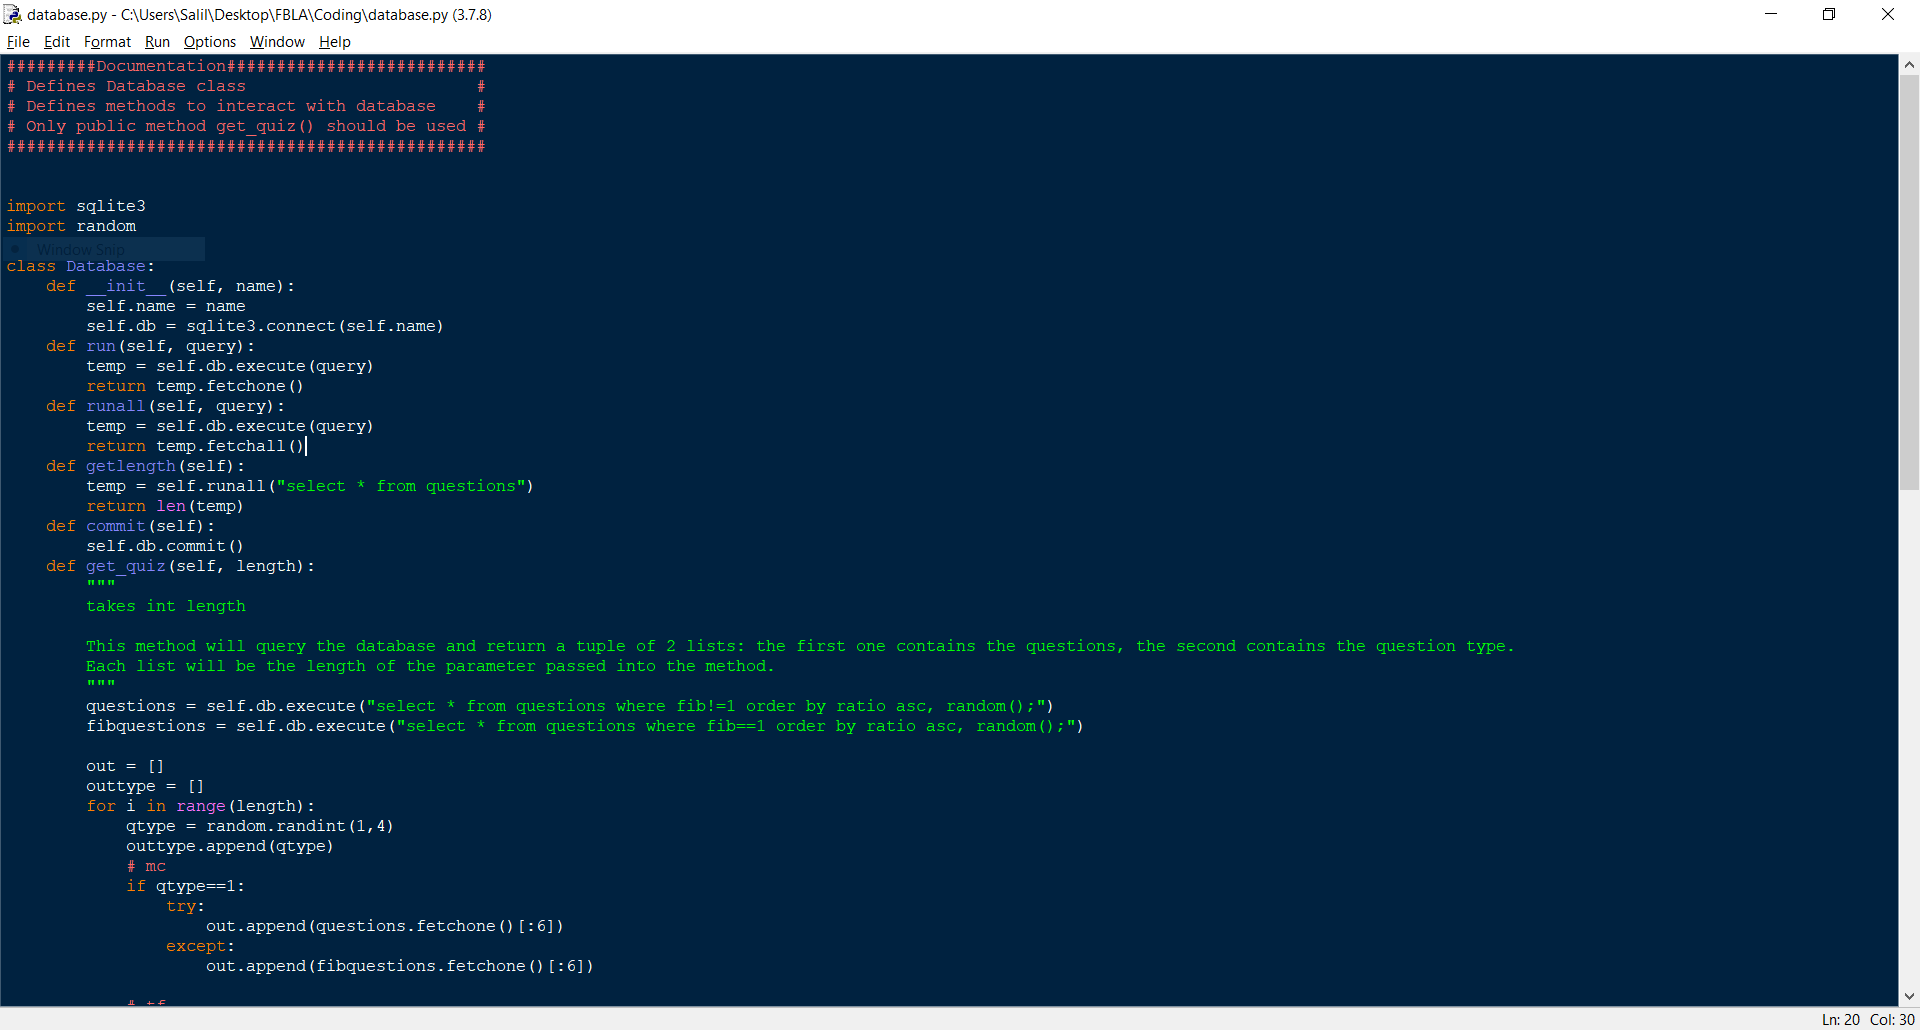 database.py - C:\Users\Salil\Desktop\FBLA\Coding\database.py (3.7.8)
File Edit Format Run Options Window Help
#########Documentation##########################
# Defines Database class                       #
# Defines methods to interact with database    #
# Only public method get_quiz() should be used #
################################################
import sqlite3
import random
Window Snip
class Database:
    def __init__(self, name):
        self.name = name
        self.db = sqlite3.connect(self.name)
    def run(self, query):
        temp = self.db.execute(query)
        return temp.fetchone()
    def runall(self, query):
        temp = self.db.execute(query)
        return temp.fetchall()
    def getlength(self):
        temp = self.runall("select * from questions")
        return len(temp)
    def commit(self):
        self.db.commit()
    def get_quiz(self, length):
        """
        takes int length
        This method will query the database and return a tuple of 2 lists: the first one contains the questions, the second contains the question type.
        Each list will be the length of the parameter passed into the method.
        """
        questions = self.db.execute("select * from questions where fib!=1 order by ratio asc, random();")
        fibquestions = self.db.execute("select * from questions where fib==1 order by ratio asc, random();")
        out = []
        outtype = []
        for i in range(length):
            qtype = random.randint(1,4)
            outtype.append(qtype)
            # mc
            if qtype==1:
                try:
                    out.append(questions.fetchone()[:6])
                except:
                    out.append(fibquestions.fetchone()[:6])
            # tf
Ln: 20 Col: 30